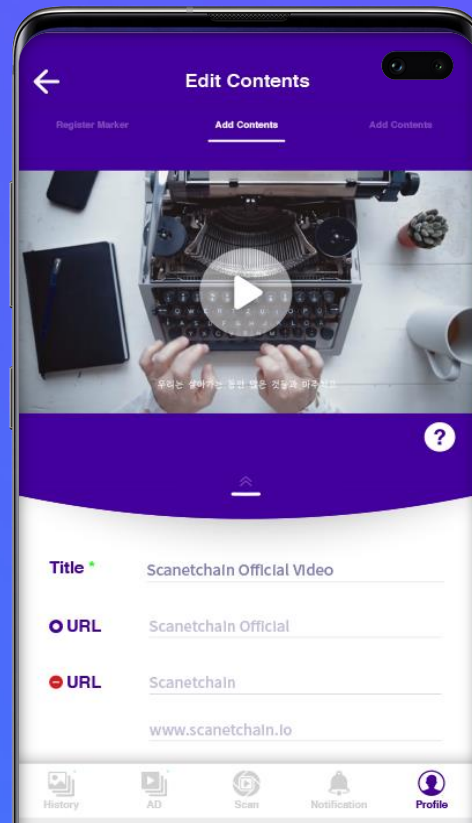 Edit Contents
Register Marker
Add Contents
Add Contents
우리는 살아가는 동안 많은 것들과 마주치고
?
Title *
Scanetchain Official Video
URL
Scanetchain Official
URL
Scanetchain
www.scanetchain.io
History
AD
Scan
Notification
Profile